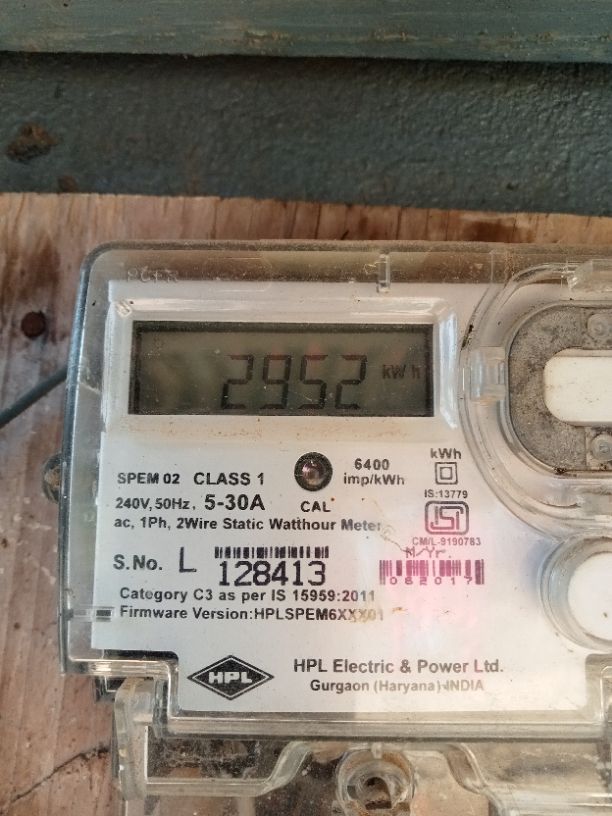 2952 kWh
SPEM 02 CLASS 1
6400 imp/kWh
kWh
240V, 50Hz, 5-30A
CAL
IS:13779
ISI
CM/L-9190783
ac, 1Ph, 2Wire Static Watthour Meter
M/Yr.
S.No. L 128413
062017
Category C3 as per IS 15959:2011
Firmware Version:HPLSPEM6XXX01
HPL
HPL Electric & Power Ltd.
Gurgaon (Haryana)-INDIA